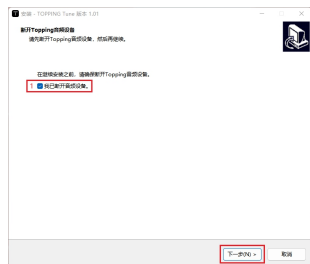 安装 - TOPPING Tune 版本 1.01
断开Topping音频设备
请先断开Topping音频设备，然后再继续。
在继续安装之前，请确保断开Topping音频设备。
1 我已断开音频设备。
下一步(N) >
取消